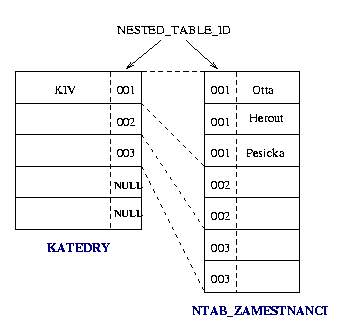 NESTED_TABLE_ID
KIV 001 001 Otta
002 001 Herout
003 001 Pesicka
NULL 002
NULL 002
003
003
KATEDRY
NTAB_ZAMESTNANCI